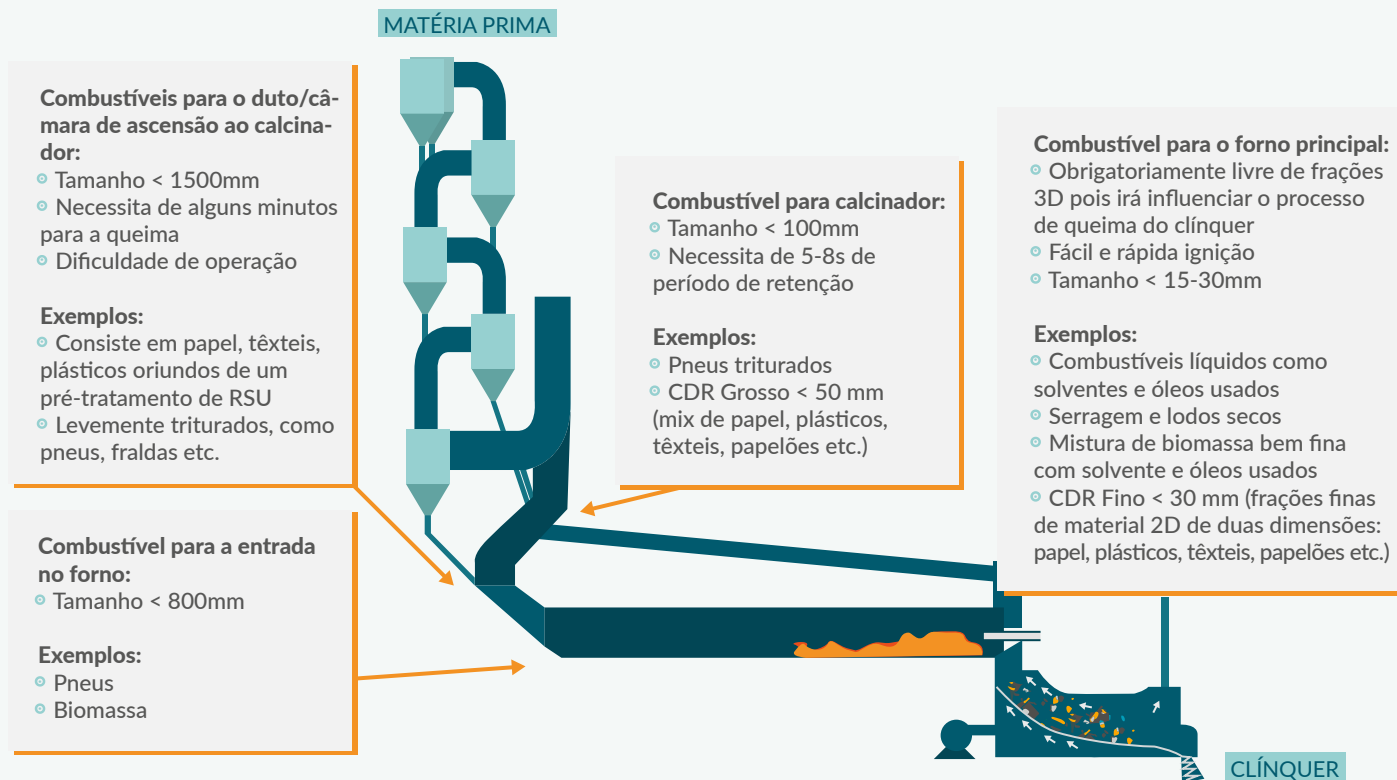 MATÉRIA PRIMA
Combustíveis para o duto/câ-
mara de ascensão ao calcina-
dor:
Tamanho < 1500mm
Necessita de alguns minutos
para a queima
Dificuldade de operação
Exemplos:
Consiste em papel, têxteis,
plásticos oriundos de um
pré-tratamento de RSU
Levemente triturados, como
pneus, fraldas etc.
Combustível para a entrada
no forno:
Tamanho < 800mm
Exemplos:
Pneus
Biomassa
Combustível para calcinador:
Tamanho < 100mm
Necessita de 5-8s de
período de retenção
Exemplos:
Pneus triturados
CDR Grosso < 50 mm
(mix de papel, plásticos,
têxteis, papelões etc.)
Combustível para o forno principal:
Obrigatoriamente livre de frações
3D pois irá influenciar o processo
de queima do clínquer
Fácil e rápida ignição
Tamanho < 15-30mm
Exemplos:
Combustíveis líquidos como
solventes e óleos usados
Serragem e lodos secos
Mistura de biomassa bem fina
com solvente e óleos usados
CDR Fino < 30 mm (frações finas
de material 2D de duas dimensões:
papel, plásticos, têxteis, papelões etc.)
CLÍNQUER